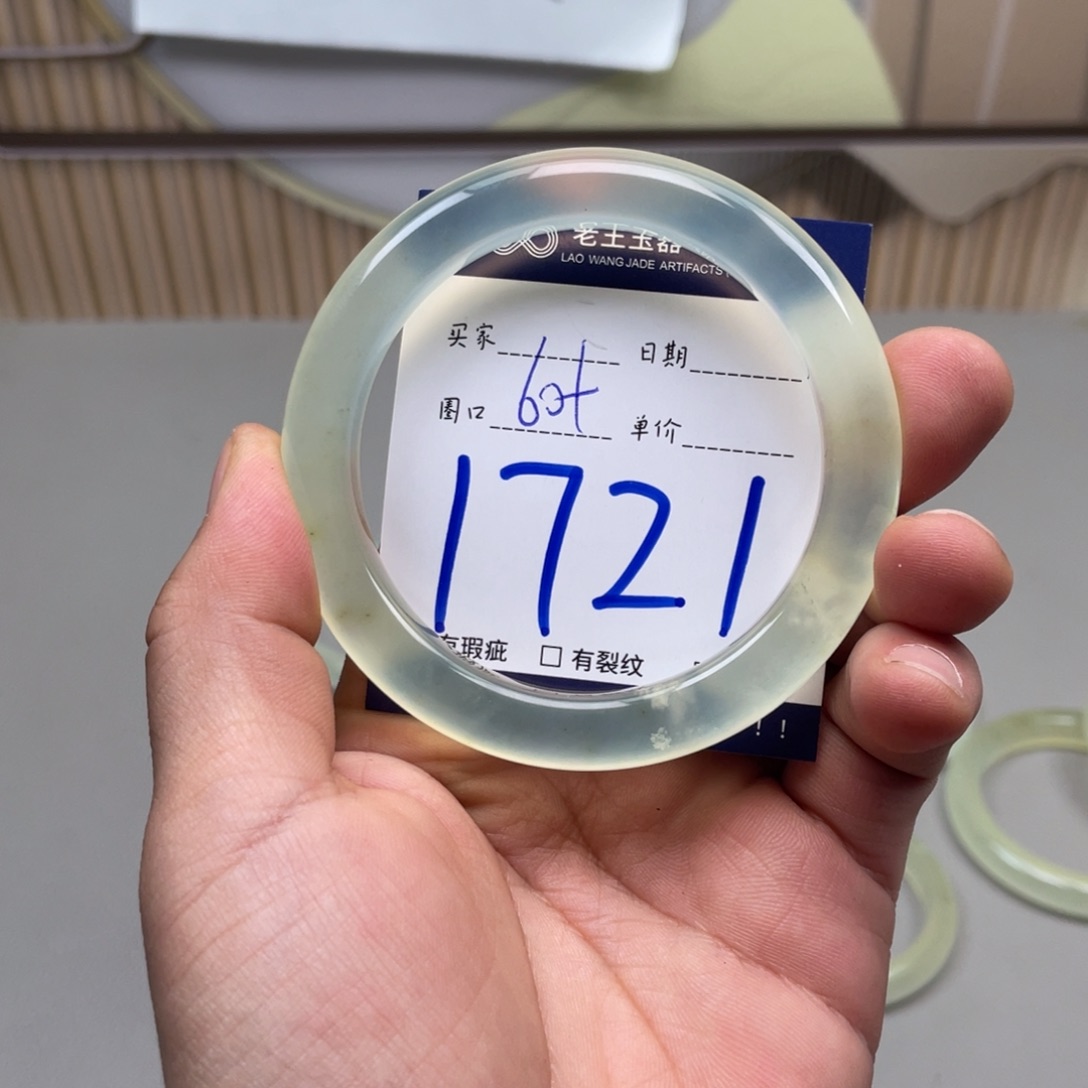 老王玉器
LAO WANG JADE ARTIFACTS
买家 日期
圈口 60+ 单价
1721
有瑕疵 □ 有裂纹
!!